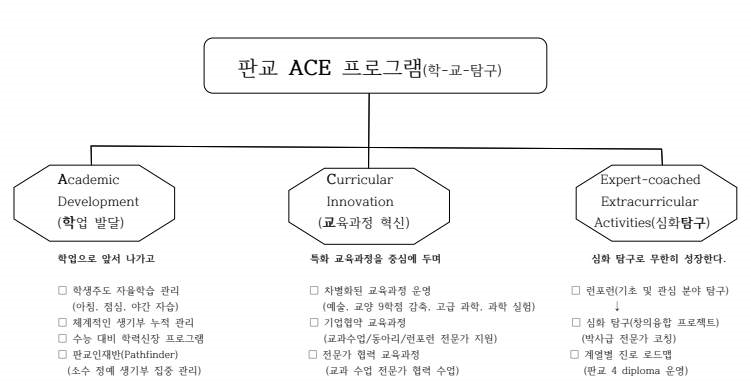 판교 ACE 프로그램(학-교-탐구)
Academic
Development
(학업 발달)
학업으로 앞서 나가고
□ 학생주도 자율학습 관리
(아침, 점심, 야간 자습)
□ 체계적인 생기부 누적 관리
□ 수능 대비 학력신장 프로그램
□ 판교인재반(Pathfinder)
(소수 정예 생기부 집중 관리)
Curricular
Innovation
(교육과정 혁신)
특화 교육과정을 중심에 두며
□ 차별화된 교육과정 운영
(예술, 교양 9학점 감축, 고급 과학, 과학 실험)
□ 기업협약 교육과정
(교과수업/동아리/런포런 전문가 지원)
□ 전문가 협력 교육과정
(교과 수업 전문가 협력 수업)
Expert-coached
Extracurricular
Activities(심화탐구)
심화 탐구로 무한히 성장한다.
□ 런포런(기초 및 관심 분야 탐구)
↓
□ 심화 탐구(창의융합 프로젝트)
(박사급 전문가 코칭)
□ 계열별 진로 로드맵
(판교 4 diploma 운영)